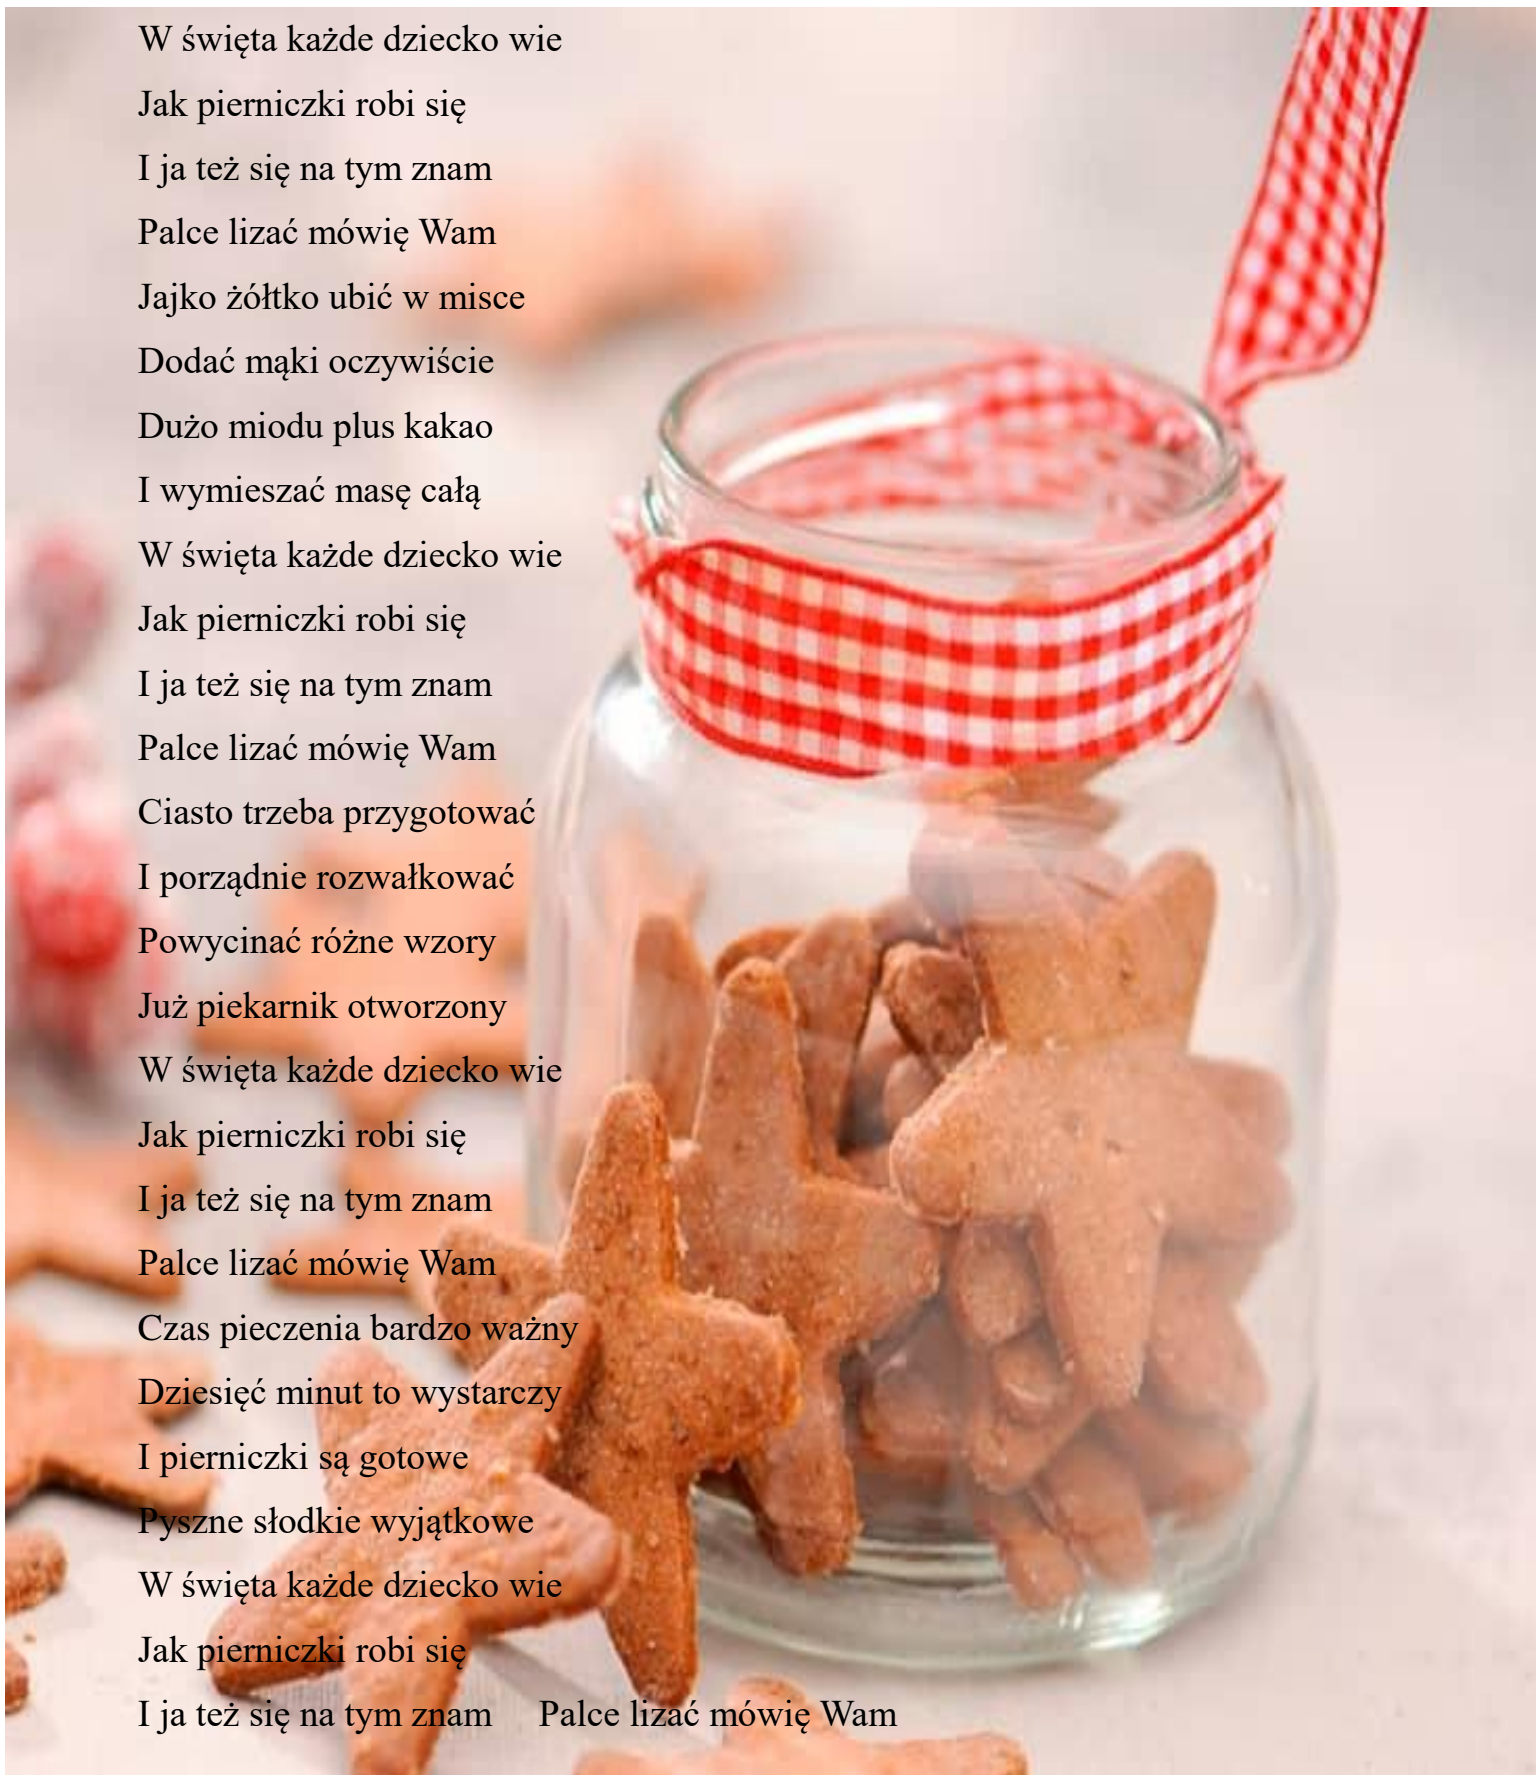 W święta każde dziecko wie
Jak pierniczki robi się
I ja też się na tym znam
Palce lizać mówię Wam
Jajko żółtko ubić w misce
Dodać mąki oczywiście
Dużo miodu plus kakao
I wymieszać masę całą
W święta każde dziecko wie
Jak pierniczki robi się
I ja też się na tym znam
Palce lizać mówię Wam
Ciasto trzeba przygotować
I porządnie rozwałkować
Powycinać różne wzory
Już piekarnik otworzony
W święta każde dziecko wie
Jak pierniczki robi się
I ja też się na tym znam
Palce lizać mówię Wam
Czas pieczenia bardzo ważny
Dziesięć minut to wystarczy
I pierniczki są gotowe
Pyszne słodkie wyjątkowe
W święta każde dziecko wie
Jak pierniczki robi się
I ja też się na tym znam Palce lizać mówię Wam